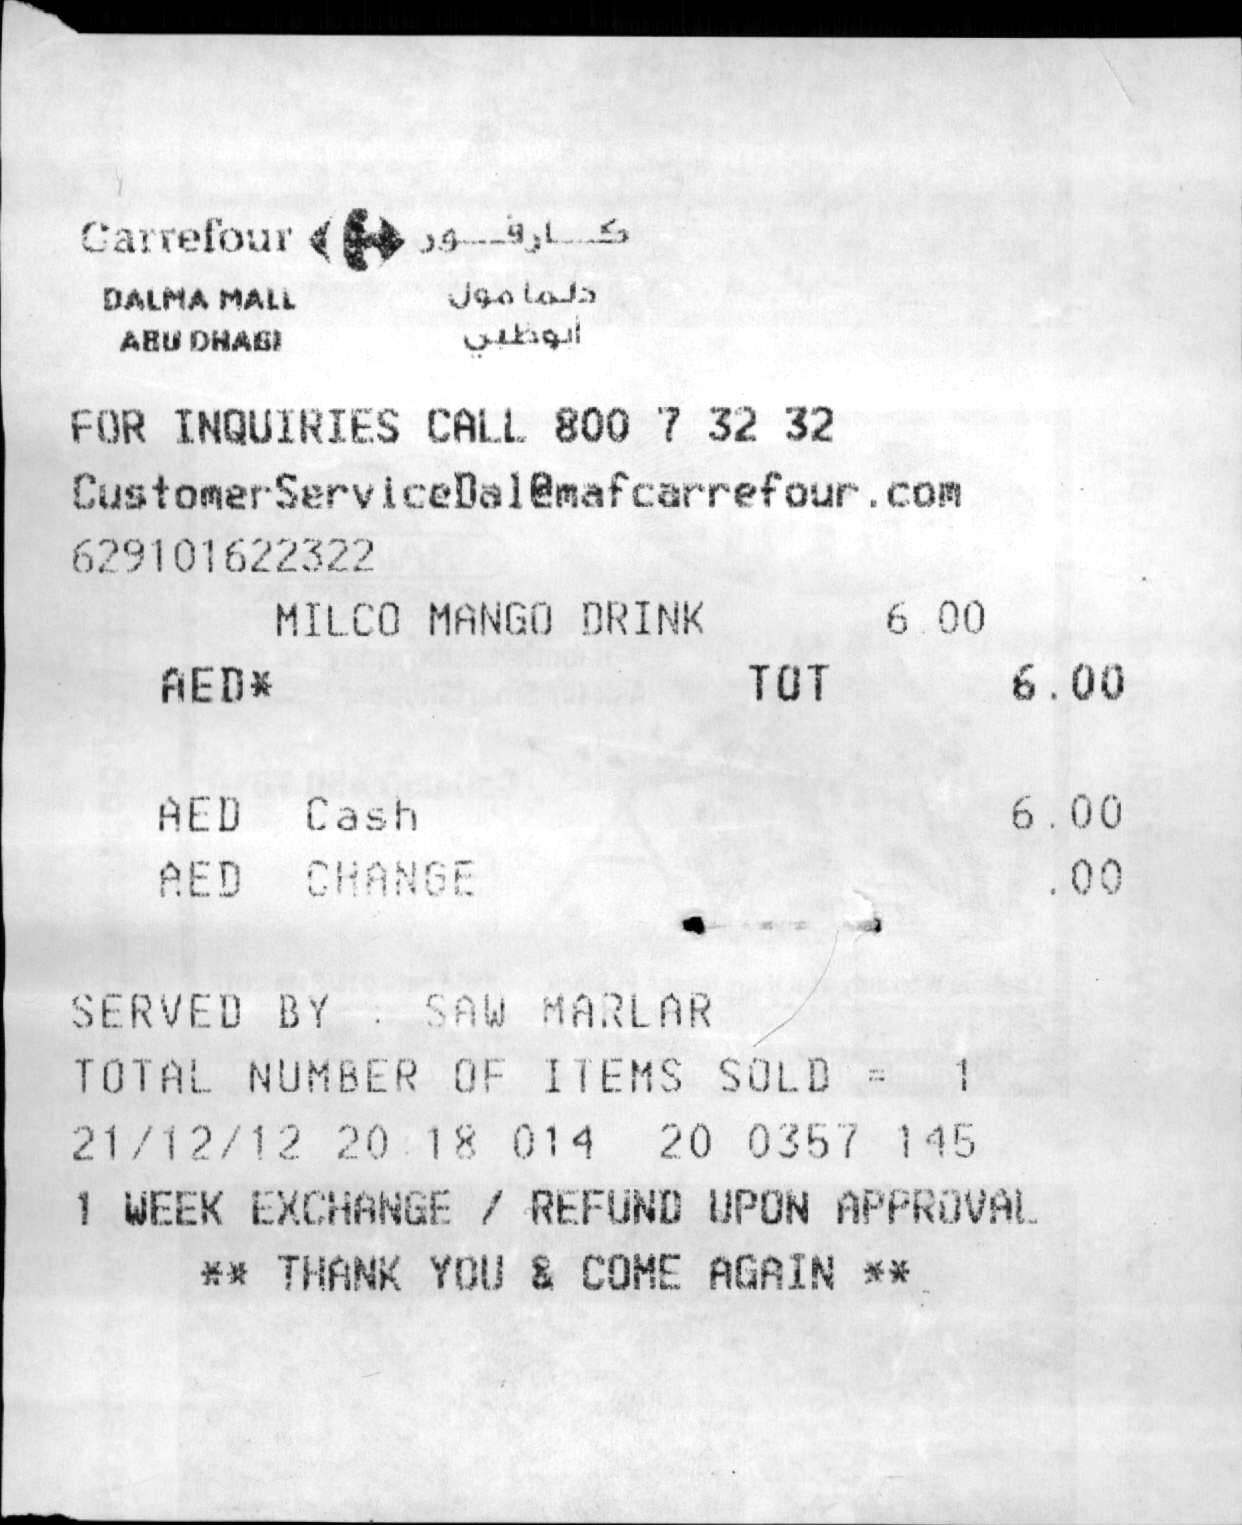 Carrefour كارفور
DALMA MALL دلما مول
ABU DHABI أبوظبي
FOR INQUIRIES CALL 800 7 32 32
CustomerServiceDal@mafcarrefour.com
629101622322
MILCO MANGO DRINK 6.00
AED* TOT 6.00
AED Cash 6.00
AED CHANGE .00
SERVED BY : SAW MARLAR
TOTAL NUMBER OF ITEMS SOLD = 1
21/12/12 20:18 014 20 0357 145
1 WEEK EXCHANGE / REFUND UPON APPROVAL
** THANK YOU & COME AGAIN **